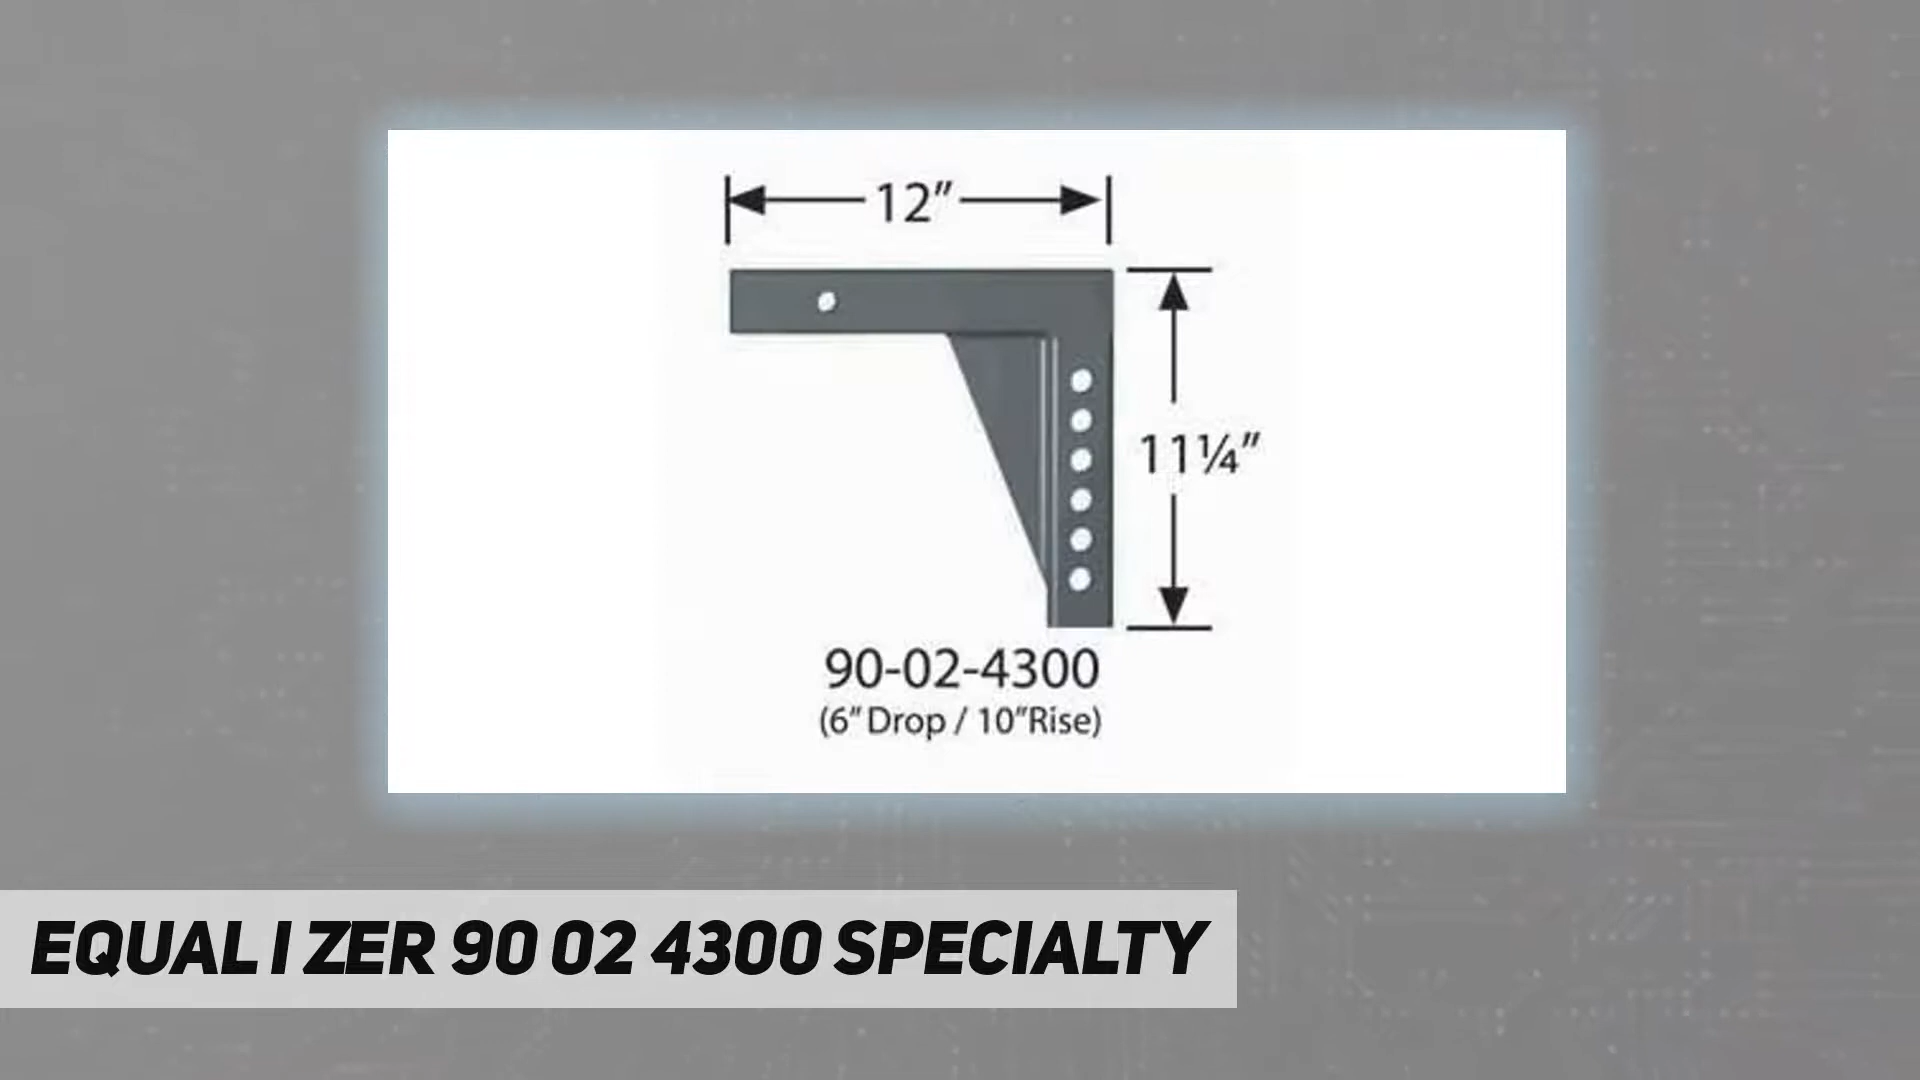 12”
11¼”
90-02-4300
(6” Drop / 10”Rise)
EQUAL I ZER 90 02 4300 SPECIALTY